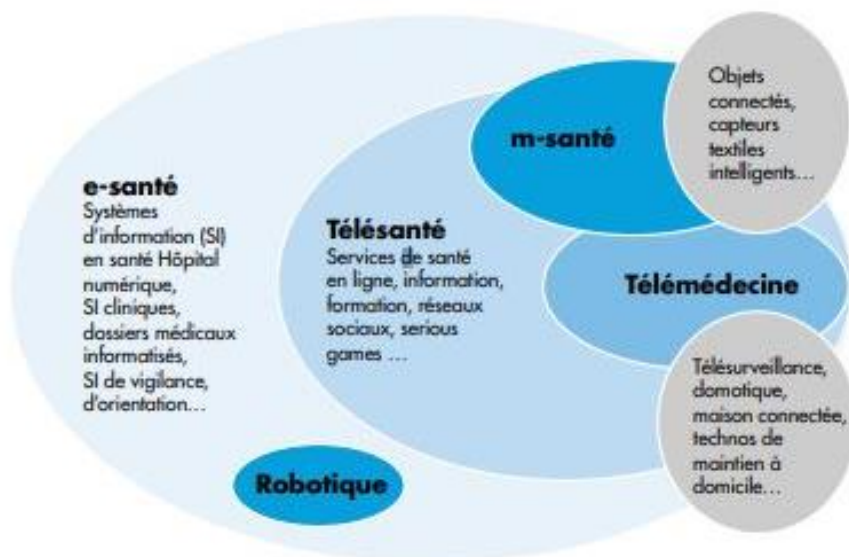 e-santé
Systèmes
d'information (SI)
en santé Hôpital
numérique,
SI cliniques,
dossiers médicaux
informatisés,
SI de vigilance,
d'orientation...
Télésanté
Services de santé
en ligne, information,
formation, réseaux
sociaux, serious
games ...
m-santé
Objets
connectés,
capteurs
textiles
intelligents...
Télémédecine
Télésurveillance,
domotique,
maison connectée,
technos de
maintien à
domicile...
Robotique